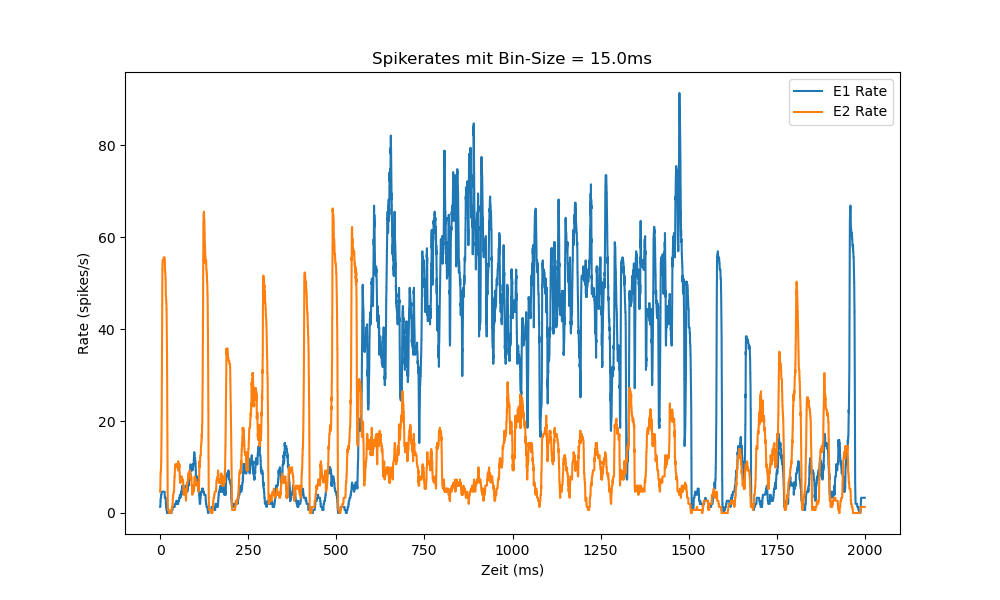 Spikerates mit Bin-Size = 15.0ms
E1 Rate
E2 Rate
Rate (spikes/s)
80
60
40
20
0
0 250 500 750 1000 1250 1500 1750 2000
Zeit (ms)